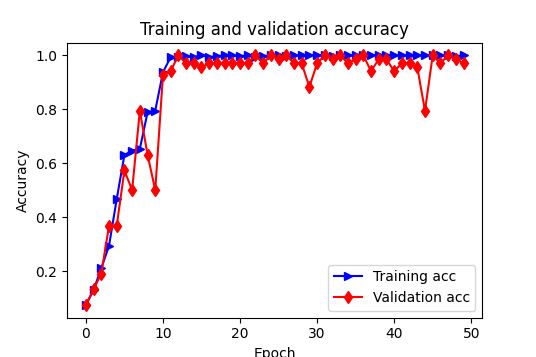 Training and validation accuracy
Accuracy
1.0
0.8
0.6
0.4
0.2
Training acc
Validation acc
0 10 20 30 40 50
Epoch